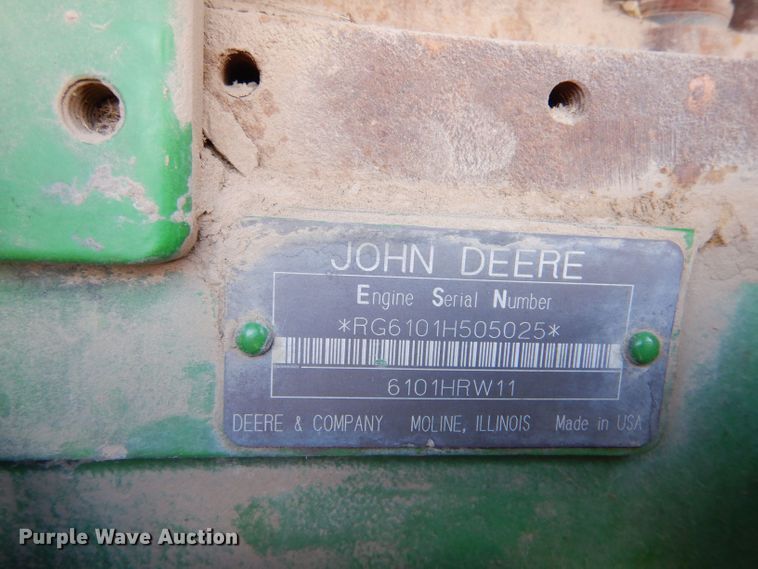 JOHN DEERE
Engine Serial Number
*RG6101H505025*
6101HRW11
DEERE & COMPANY MOLINE, ILLINOIS Made in USA
Purple Wave Auction